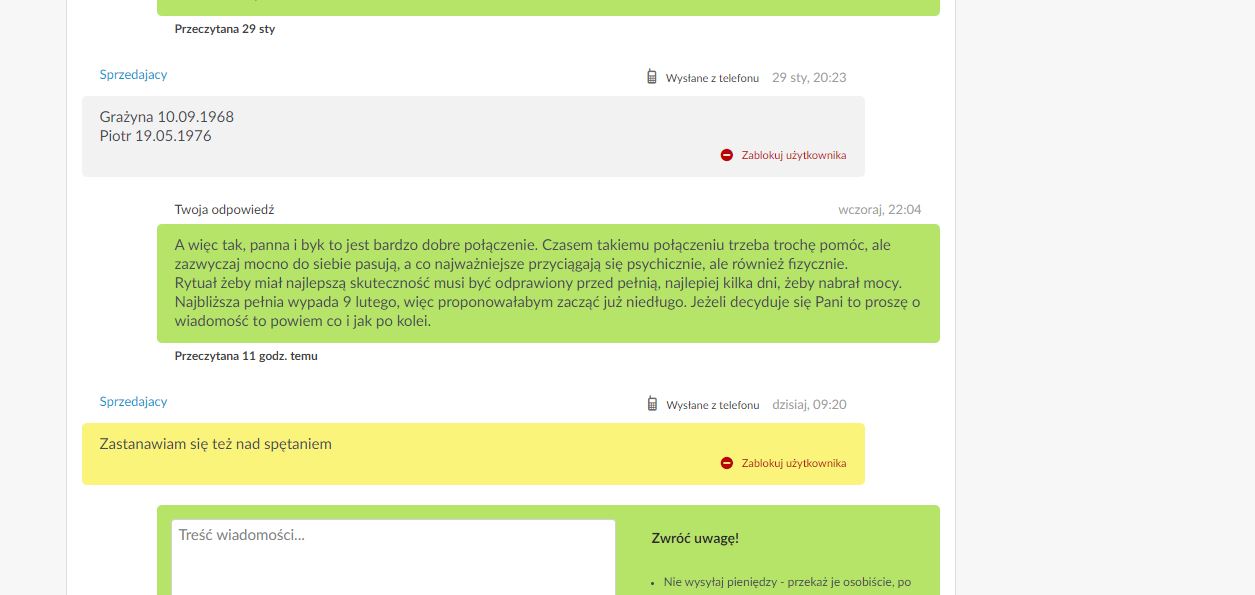 Przeczytana 29 sty
Sprzedajacy
Wysłane z telefonu 29 sty, 20:23
Grażyna 10.09.1968
Piotr 19.05.1976
Zablokuj użytkownika
Twoja odpowiedź wczoraj, 22:04
A więc tak, panna i byk to jest bardzo dobre połączenie. Czasem takiemu połączeniu trzeba trochę pomóc, ale
zazwyczaj mocno do siebie pasują, a co najważniejsze przyciągają się psychicznie, ale również fizycznie.
Rytuał żeby miał najlepszą skuteczność musi być odprawiony przed pełnią, najlepiej kilka dni, żeby nabrał mocy.
Najbliższa pełnia wypada 9 lutego, więc proponowałabym zacząć już niedługo. Jeżeli decyduje się Pani to proszę o
wiadomość to powiem co i jak po kolei.
Przeczytana 11 godz. temu
Sprzedajacy
Wysłane z telefonu dzisiaj, 09:20
Zastanawiam się też nad spętaniem
Zablokuj użytkownika
Treść wiadomości...
Zwróć uwagę!
• Nie wysyłaj pieniędzy - przekaż je osobiście, po